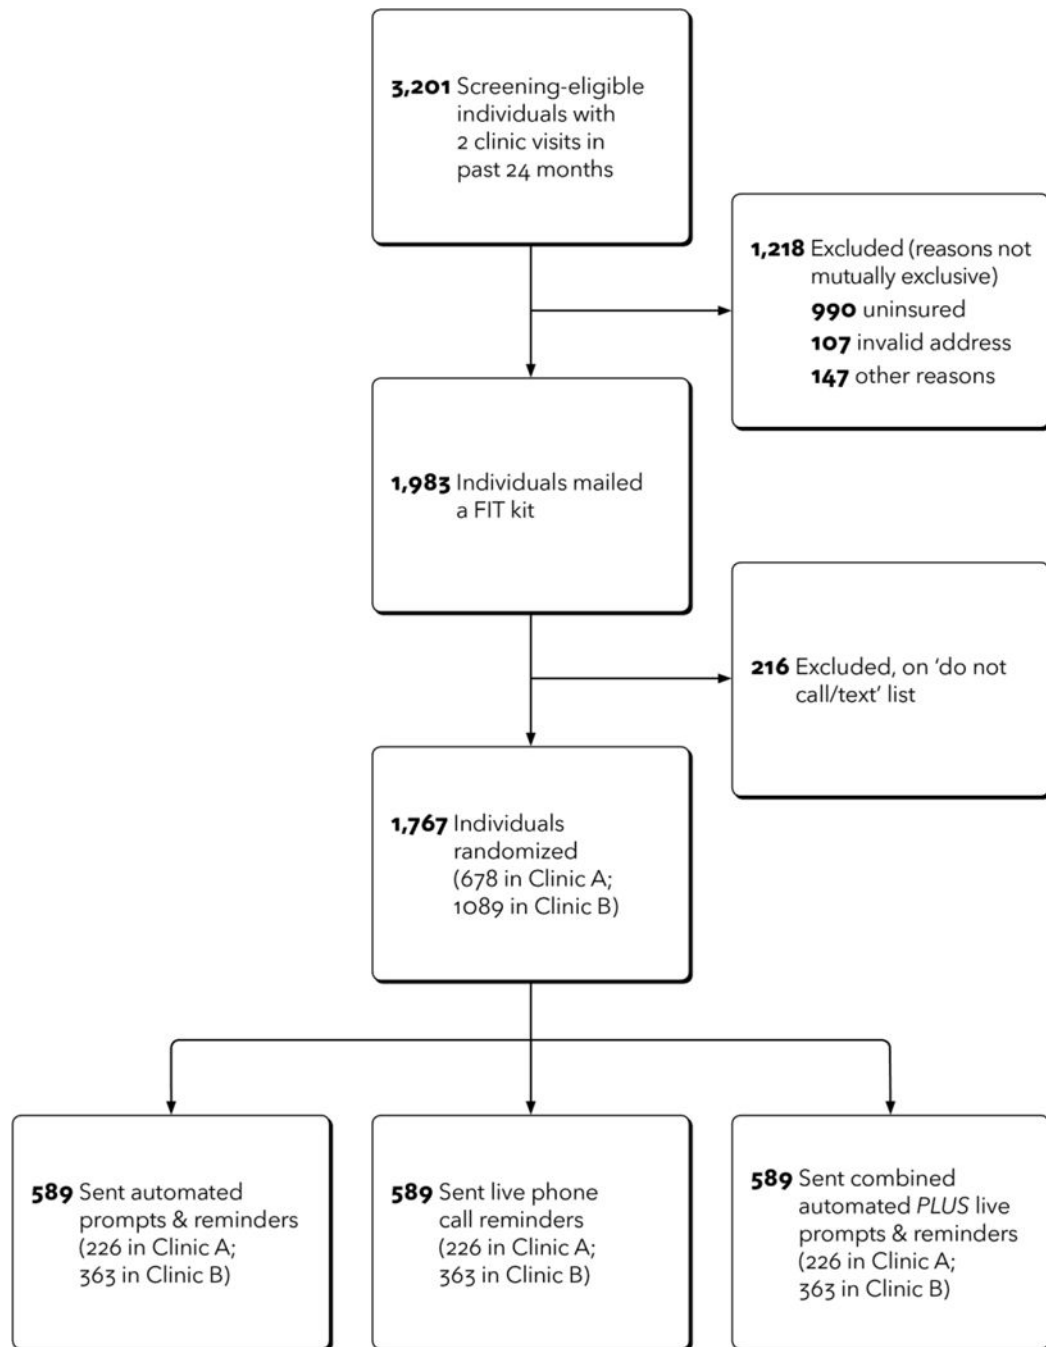 3,201 Screening-eligible
individuals with
2 clinic visits in
past 24 months
1,218 Excluded (reasons not
mutually exclusive)
990 uninsured
107 invalid address
147 other reasons
1,983 Individuals mailed
a FIT kit
216 Excluded, on ‘do not
call/text’ list
1,767 Individuals
randomized
(678 in Clinic A;
1089 in Clinic B)
589 Sent automated
prompts & reminders
(226 in Clinic A;
363 in Clinic B)
589 Sent live phone
call reminders
(226 in Clinic A;
363 in Clinic B)
589 Sent combined
automated PLUS live
prompts & reminders
(226 in Clinic A;
363 in Clinic B)